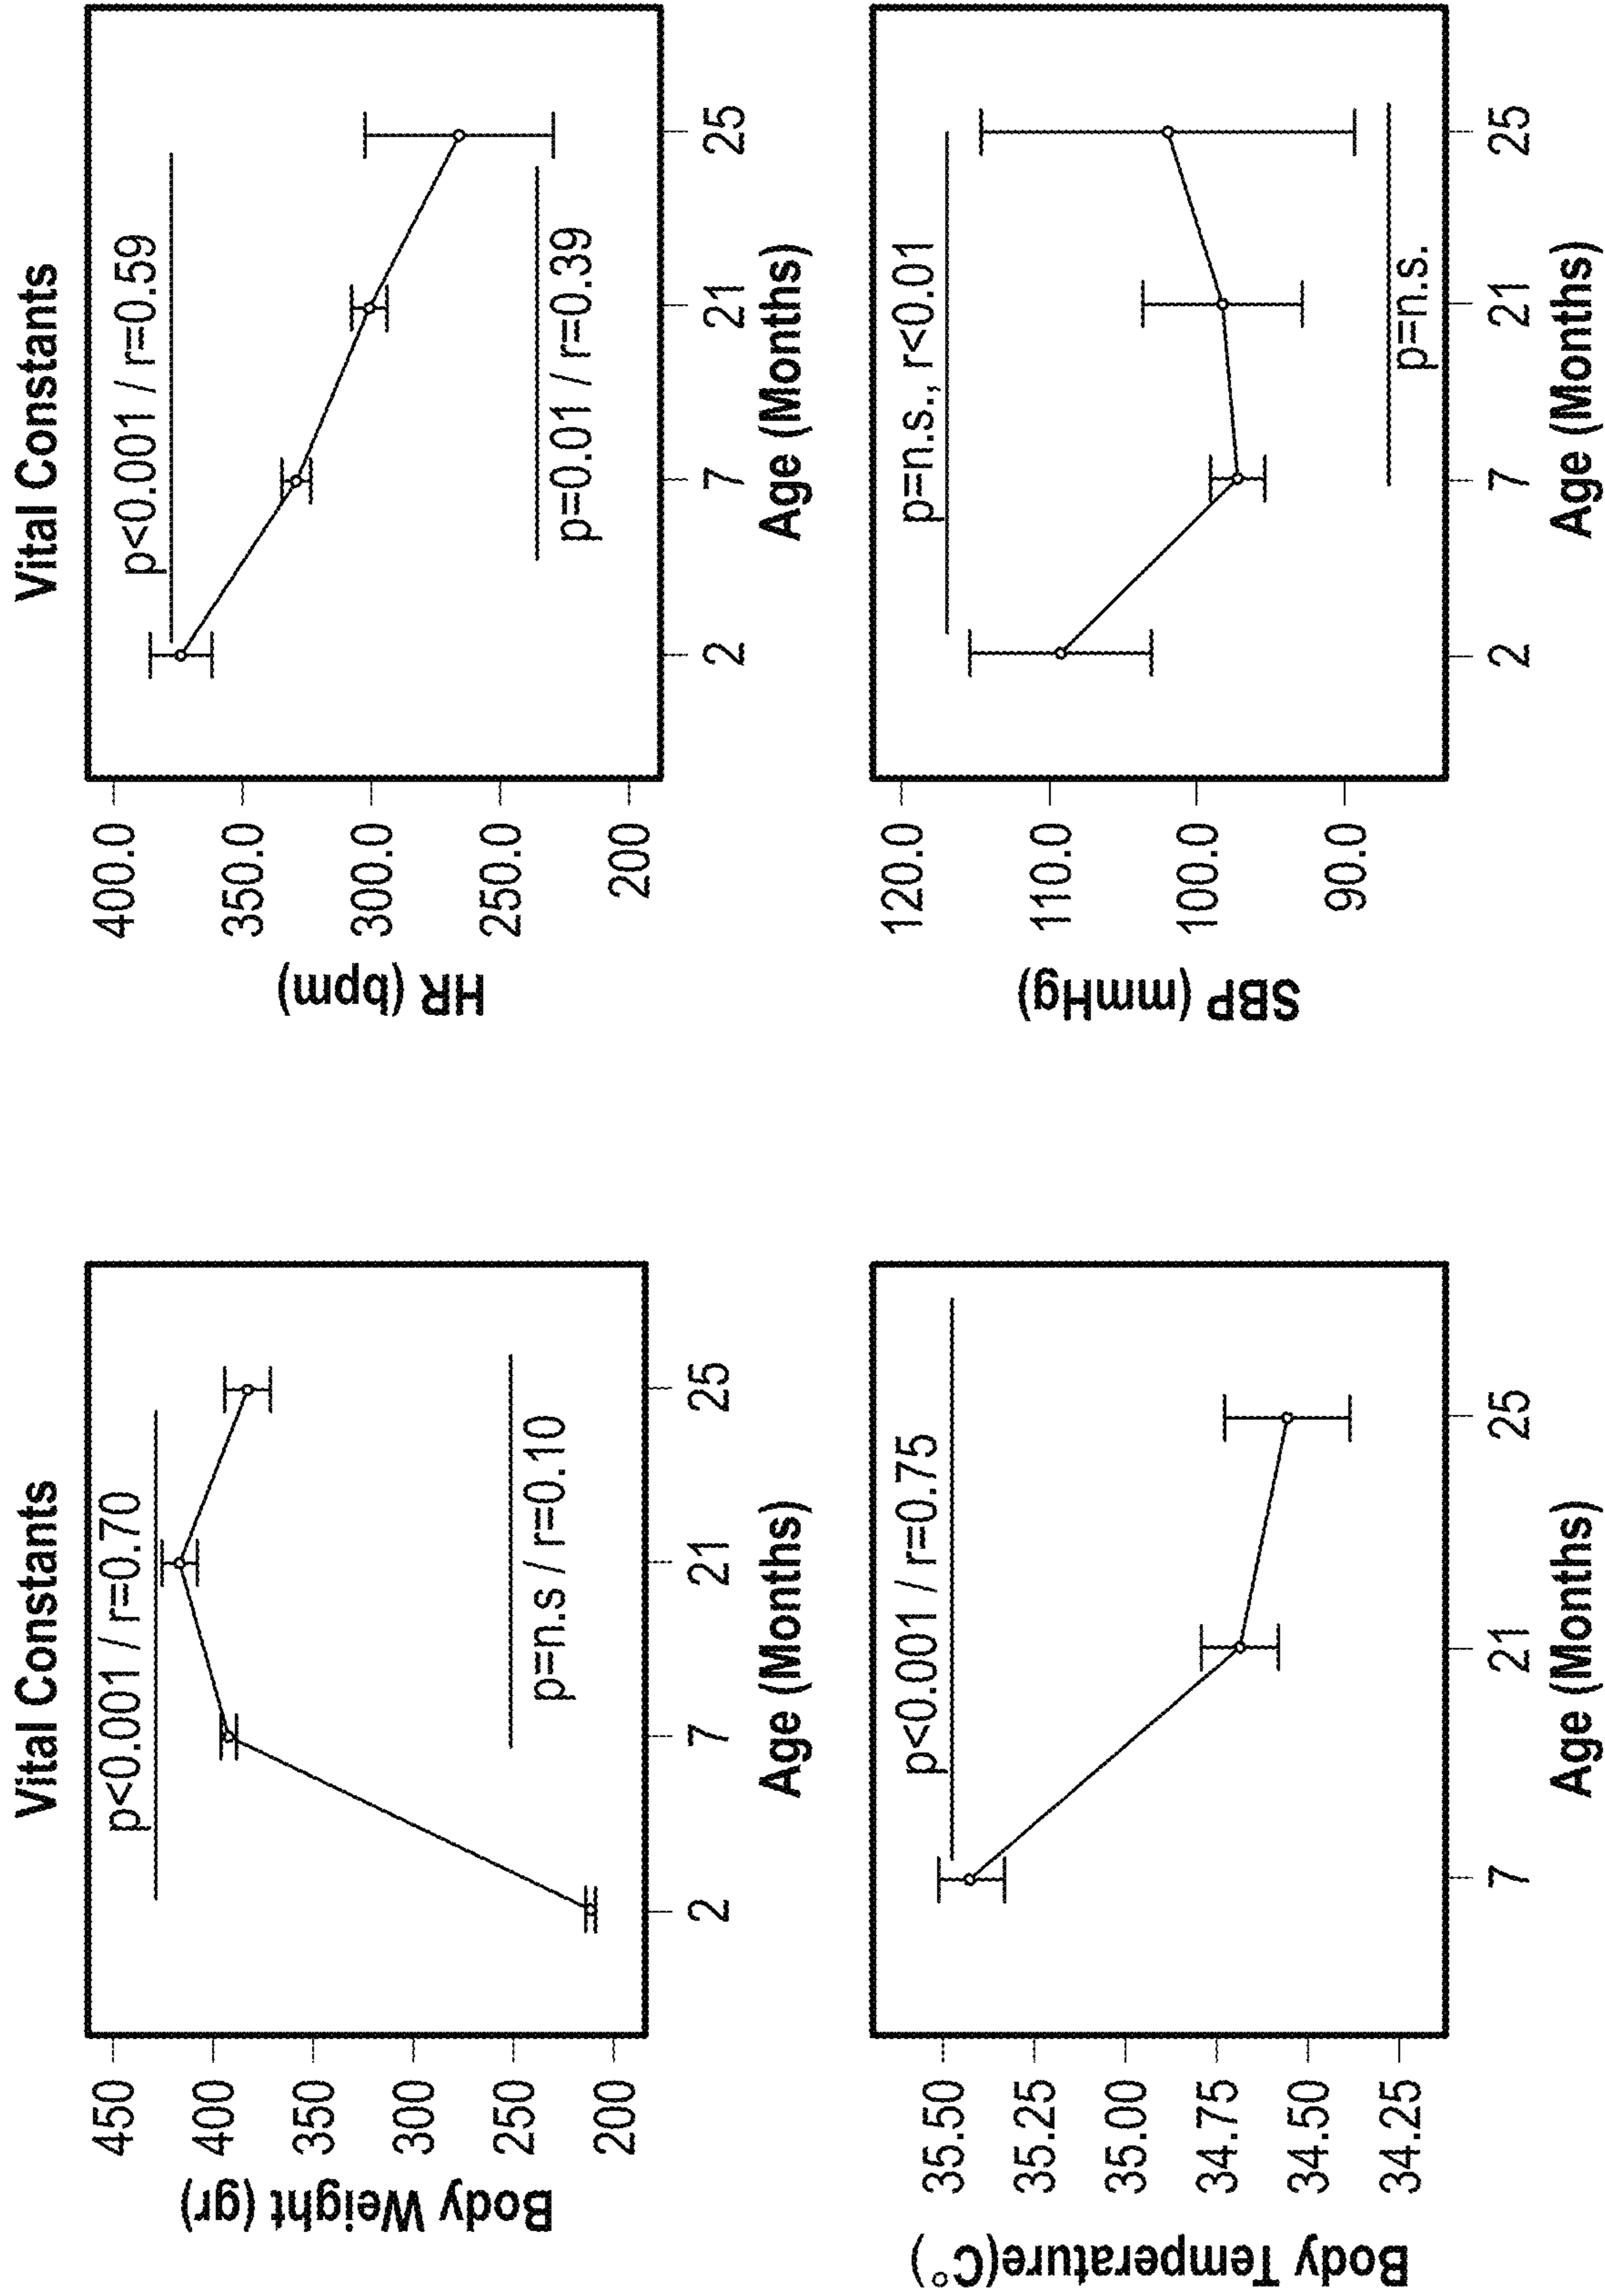 Vital Constants
Body Weight (gr)
450
400
350
300
250
200
p<0.001 / r=0.70
p=n.s / r=0.10
2
7
21
25
Age (Months)
Vital Constants
HR (bpm)
400.0
350.0
300.0
250.0
200
p<0.001 / r=0.59
p=0.01 / r=0.39
2
7
21
25
Age (Months)
Body Temperature(C°)
35.50
35.25
35.00
34.75
34.50
34.25
p<0.001 / r=0.75
7
21
25
Age (Months)
SBP (mmHg)
120.0
110.0
100.0
90.0
p=n.s., r<0.01
p=n.s.
2
7
21
25
Age (Months)